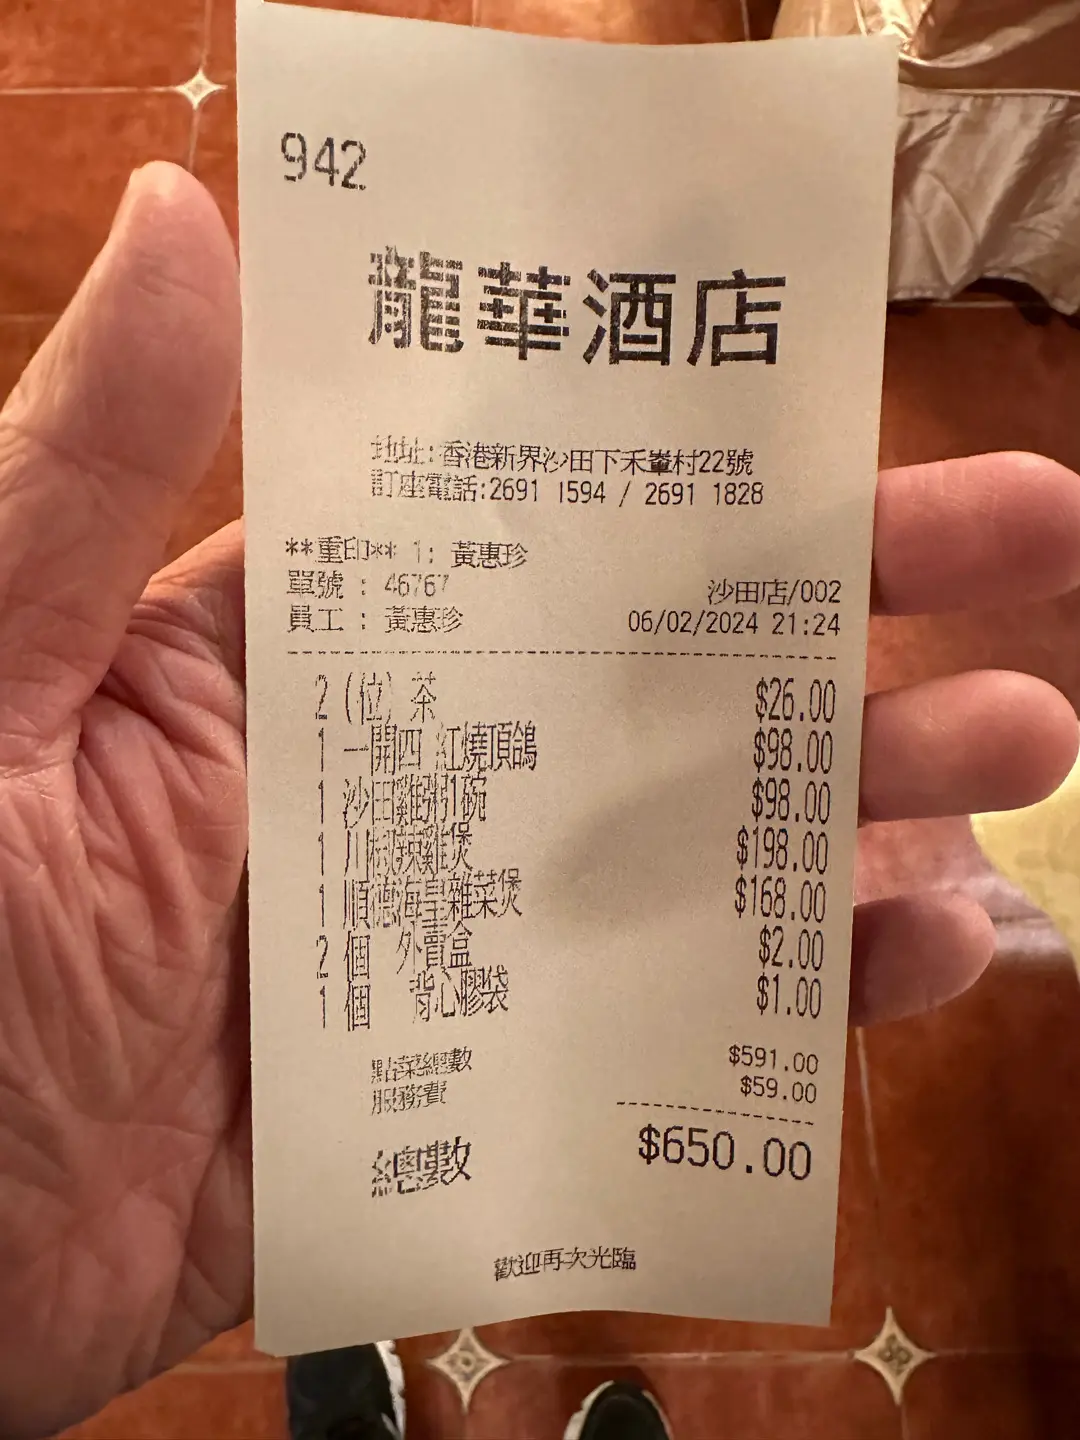 942
龍華酒店
地址:香港新界沙田下禾輋村22號
訂座電話:2691 1594 / 2691 1828
**重印** 1: 黃惠珍
單號 : 46767 沙田店/002
員工 : 黃惠珍 06/02/2024 21:24
2 (位) 茶 $26.00
1 一開四 紅燒頂鴿 $98.00
1 沙田雞粥1碗 $98.00
1 川椒辣雞煲 $198.00
1 順德海皇雜菜煲 $168.00
2 個 外賣盒 $2.00
1 個 背心膠袋 $1.00
點菜總數 $591.00
服務費 $59.00
總數 $650.00
歡迎再次光臨